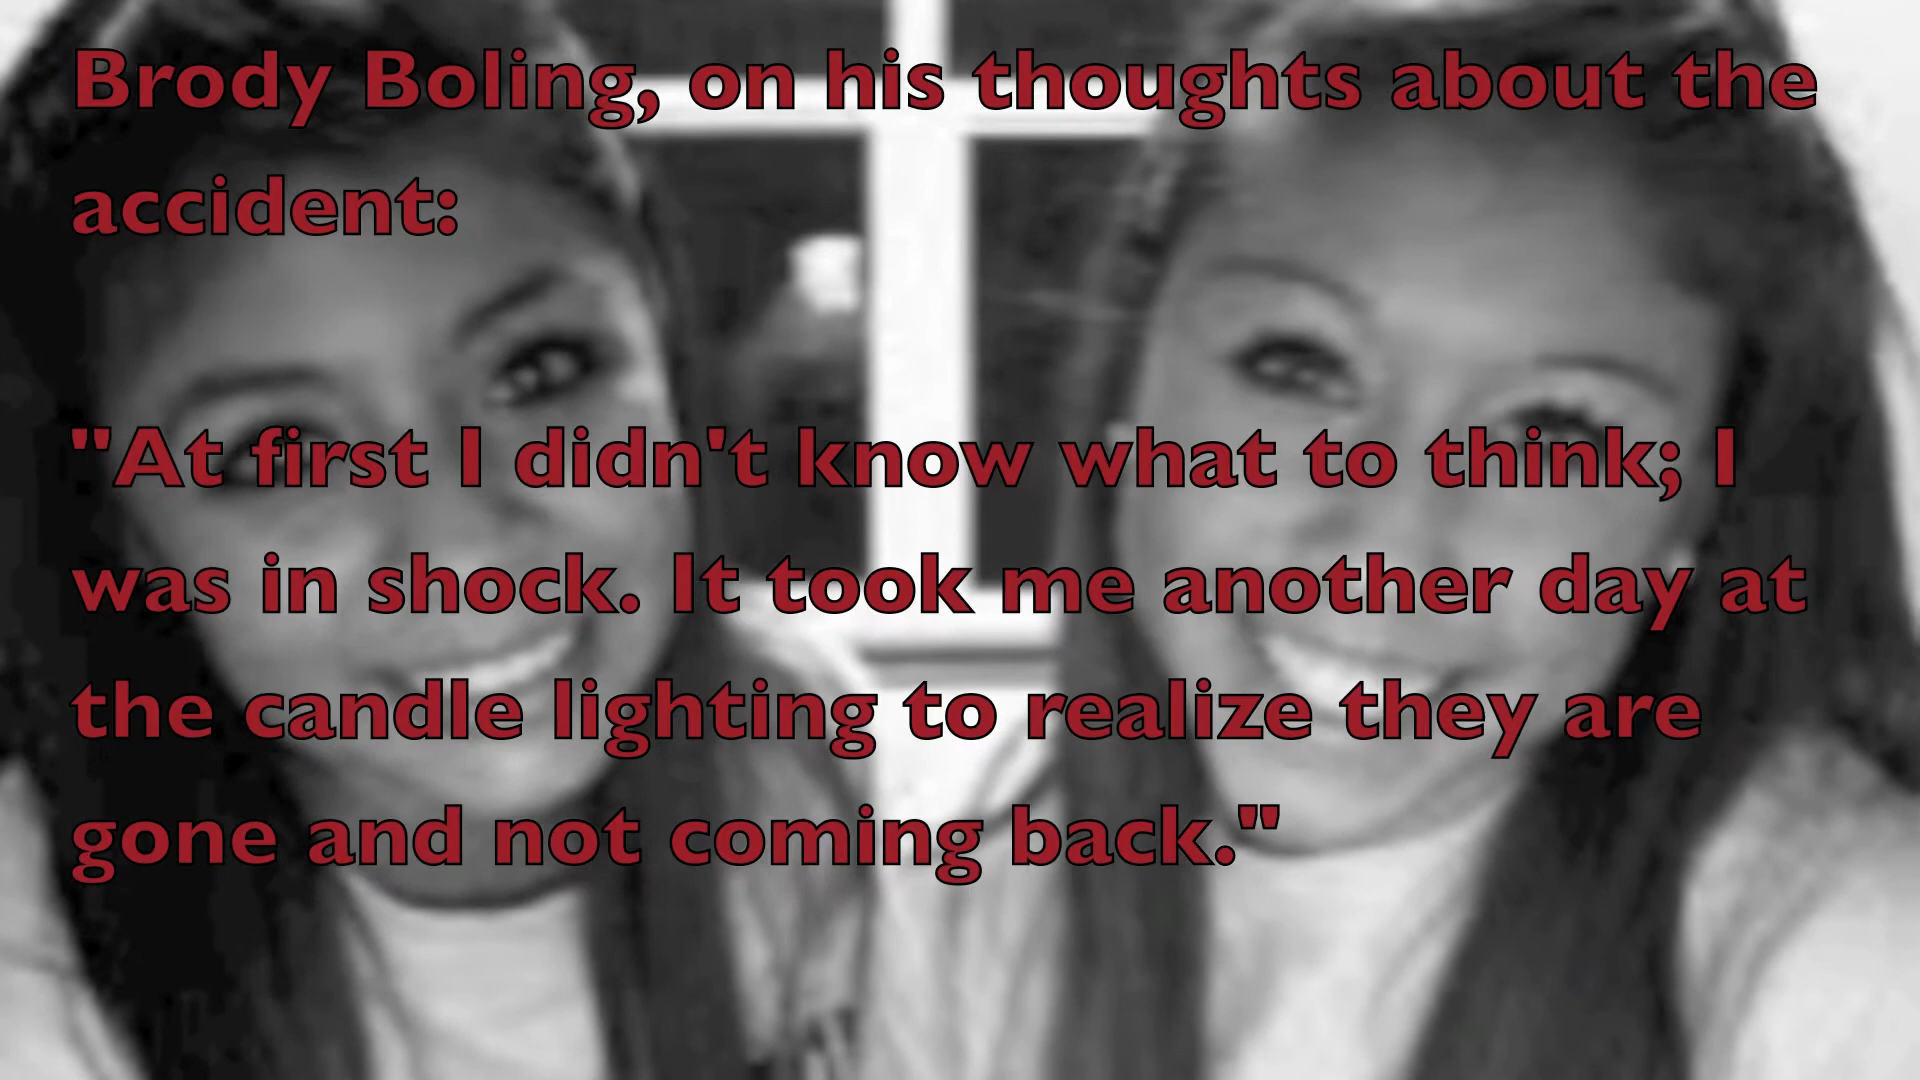 Brody Boling, on his thoughts about the
accident:
"At first I didn't know what to think; I
was in shock. It took me another day at
the candle lighting to realize they are
gone and not coming back."